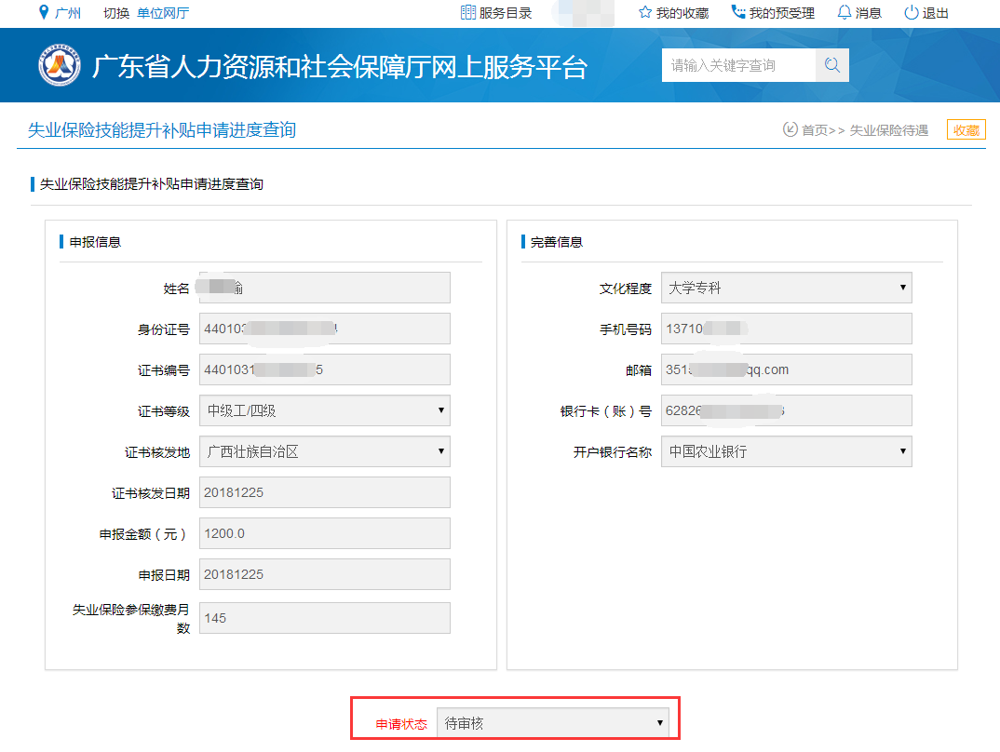 广州 切换 单位网厅 服务目录 我的收藏 我的预受理 消息 退出
广东省人力资源和社会保障厅网上服务平台 请输入关键字查询
失业保险技能提升补贴申请进度查询 首页>> 失业保险待遇 收藏
失业保险技能提升补贴申请进度查询
申报信息
姓名
身份证号 44010
证书编号 4401031 5
证书等级 中级工/四级
证书核发地 广西壮族自治区
证书核发日期 20181225
申报金额（元） 1200.0
申报日期 20181225
失业保险参保缴费月
数 145
完善信息
文化程度 大学专科
手机号码 13710
邮箱 351 qq.com
银行卡（账）号 6282
开户银行名称 中国农业银行
申请状态 待审核